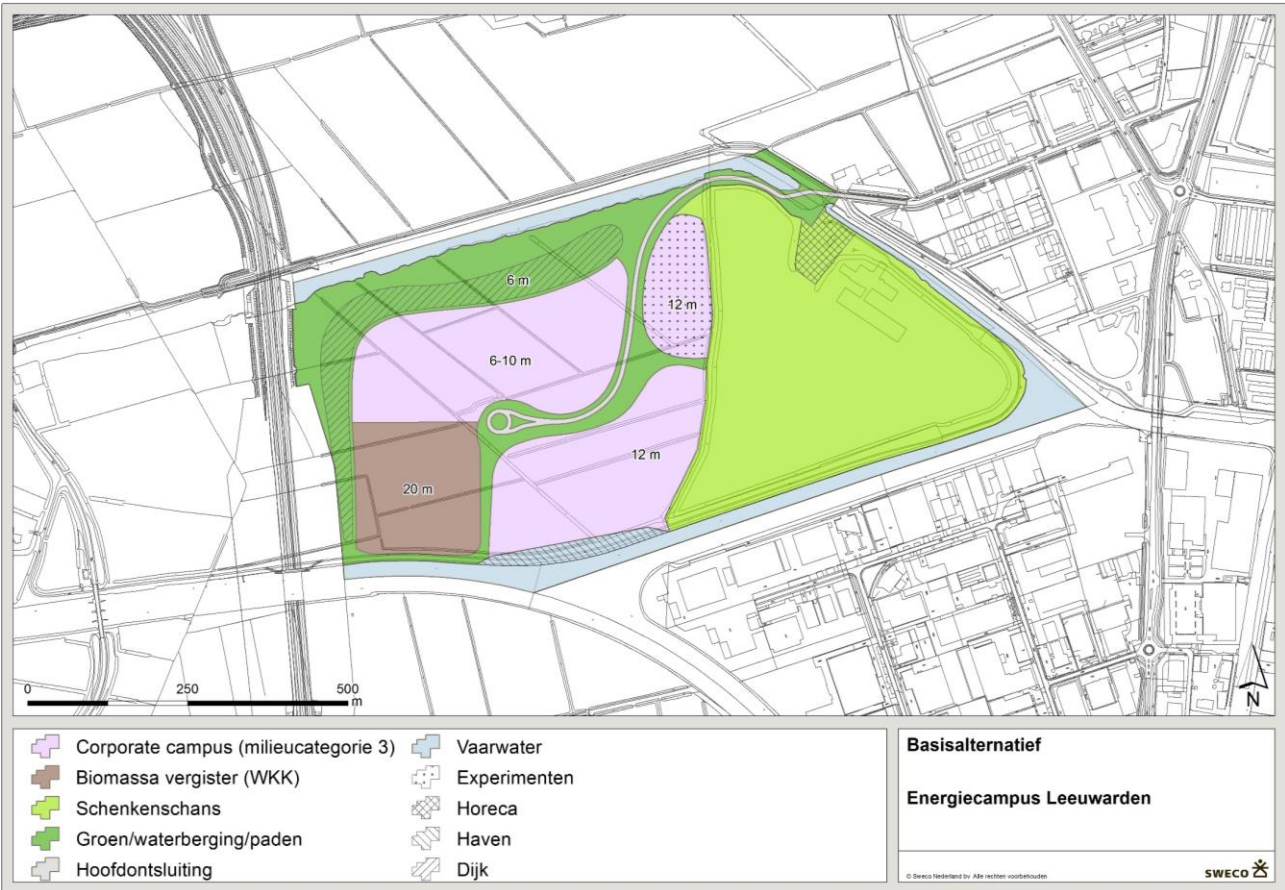 6 m
12 m
6-10 m
12 m
20 m
0 250 500
m
N
Corporate campus (milieucategorie 3)
Biomassa vergister (WKK)
Schenkenschans
Groen/waterberging/paden
Hoofdontsluiting
Vaarwater
Experimenten
Horeca
Haven
Dijk
Basisalternatief
Energiecampus Leeuwarden
© Sweco Nederland bv Alle rechten voorbehouden
SWECO